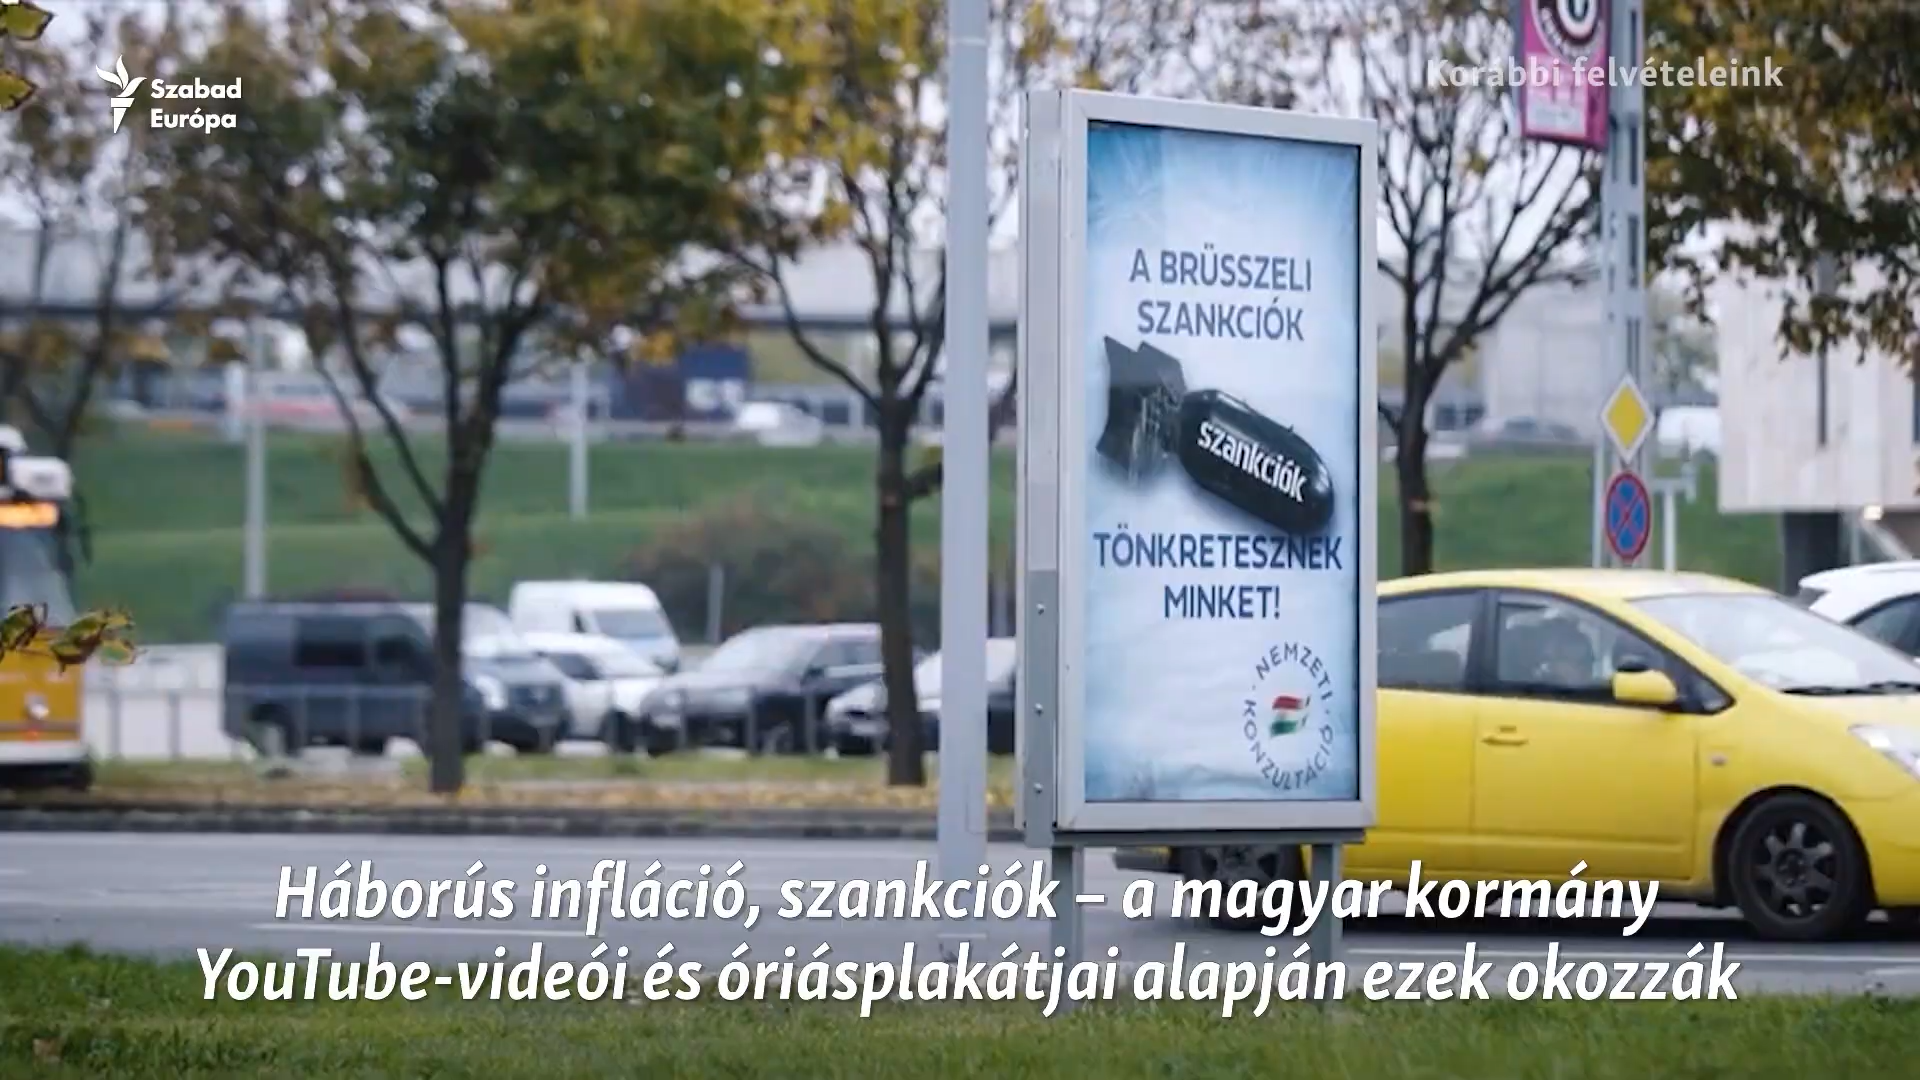 Szabad
Európa
Korábbi felvételeink
A BRÜSSZELI
SZANKCIÓK
szankciók
TÖNKRETESZNEK
MINKET!
NEMZETI
KONZULTÁCIÓ
Háborús infláció, szankciók – a magyar kormány
YouTube-videói és óriásplakátjai alapján ezek okozzák